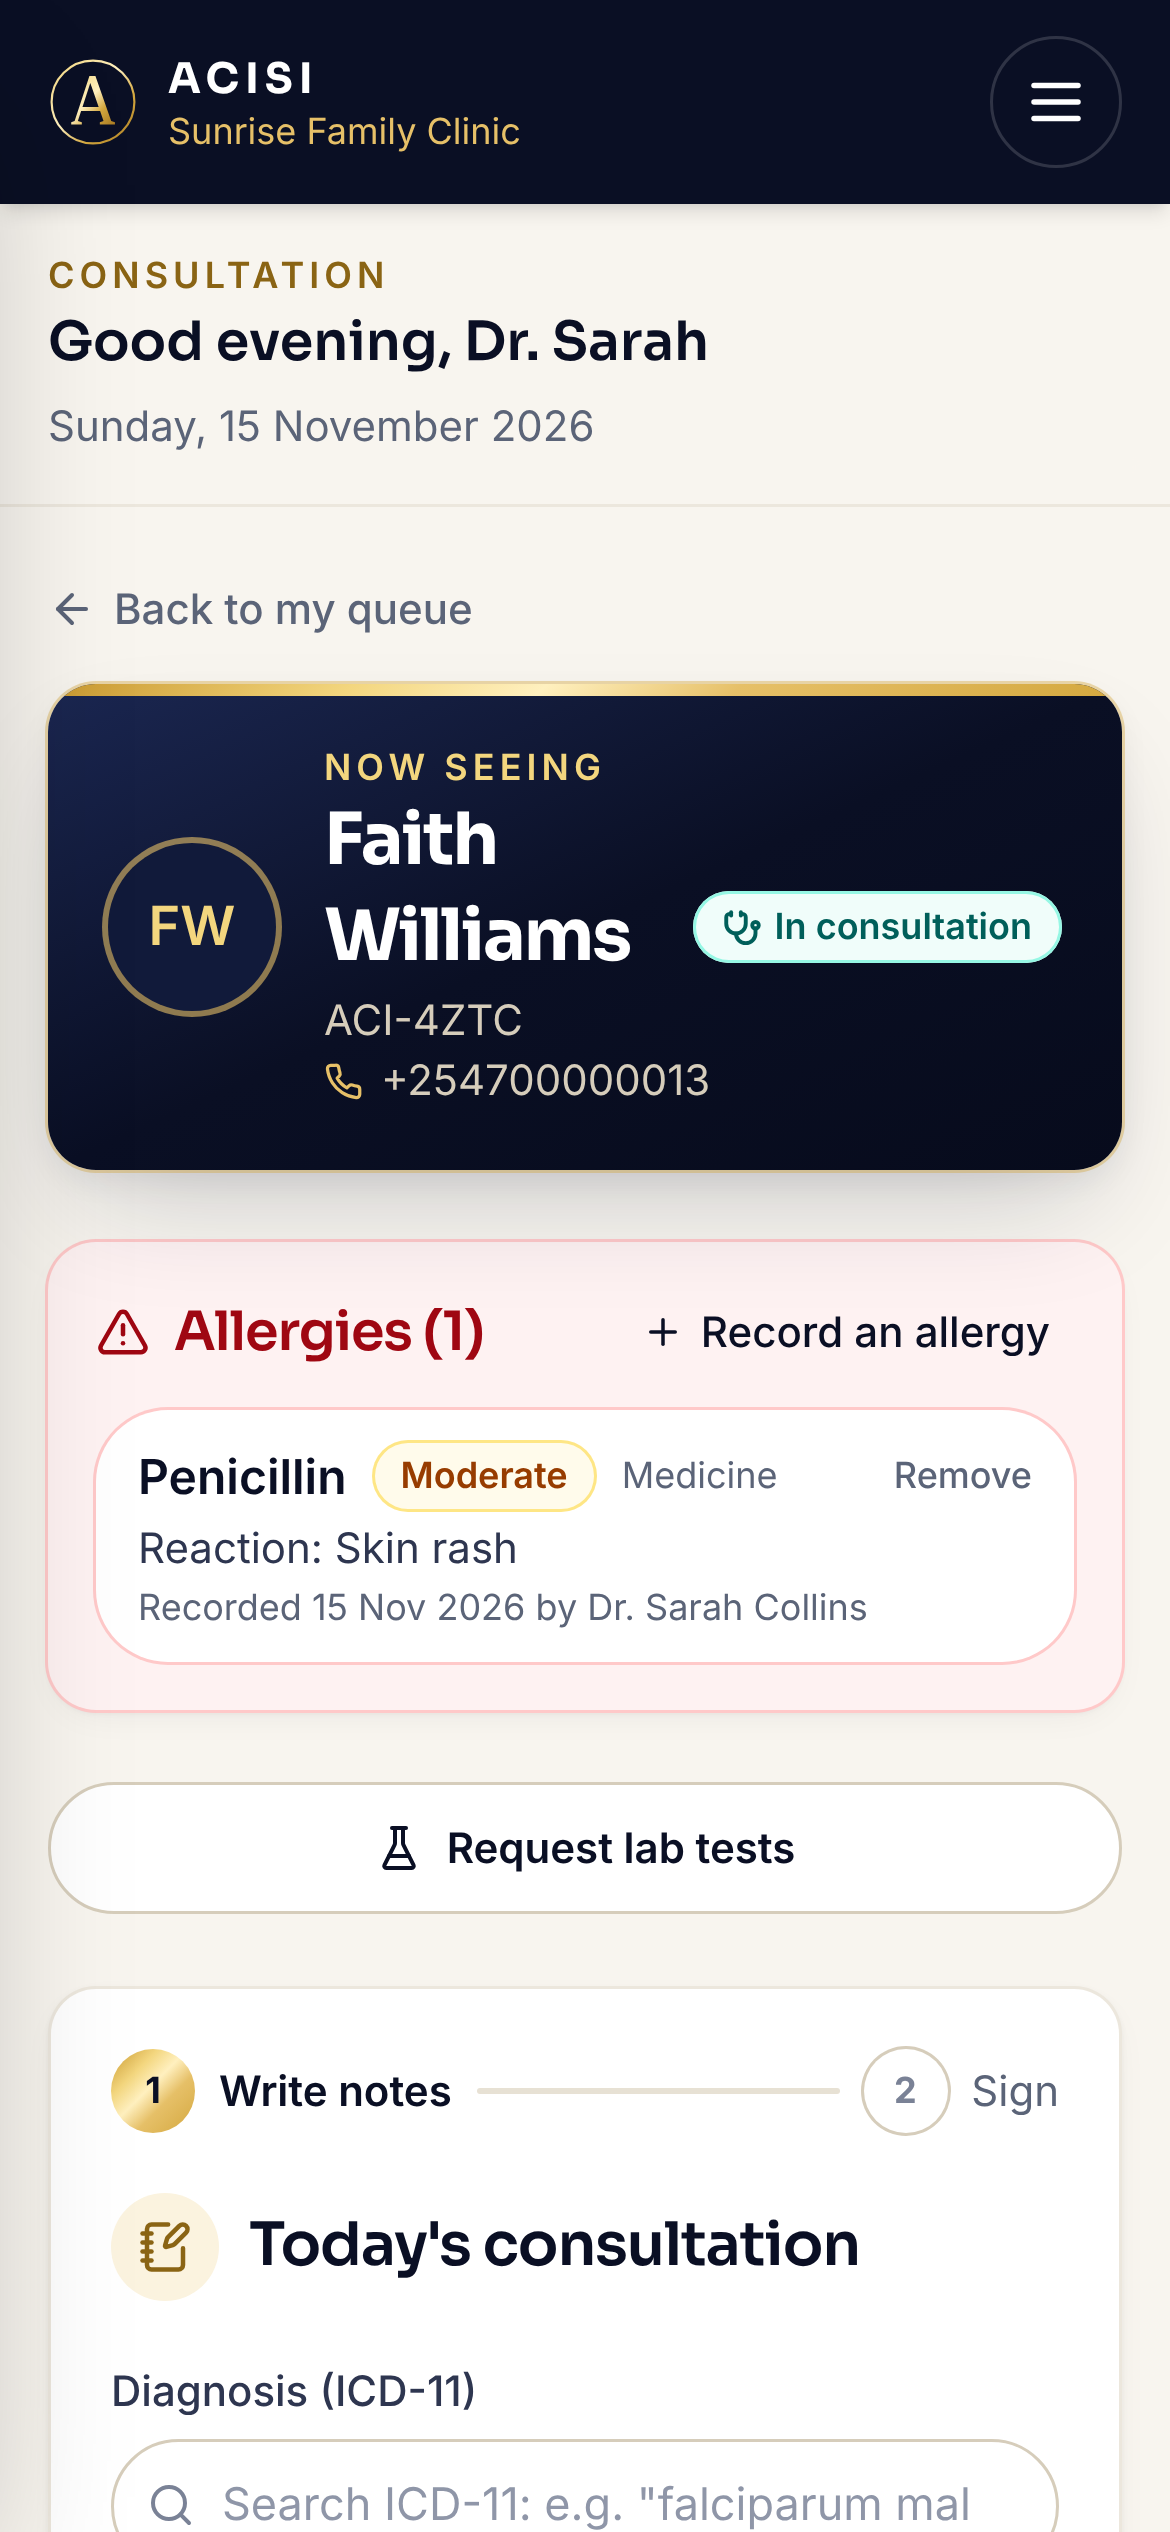 A
ACISI
Sunrise Family Clinic
CONSULTATION
Good evening, Dr. Sarah
Sunday, 15 November 2026
Back to my queue
NOW SEEING
FW
Faith
Williams
In consultation
ACI-4ZTC
+254700000013
Allergies (1)
+ Record an allergy
Penicillin Moderate Medicine Remove
Reaction: Skin rash
Recorded 15 Nov 2026 by Dr. Sarah Collins
Request lab tests
1 Write notes 2 Sign
Today's consultation
Diagnosis (ICD-11)
Search ICD-11: e.g. "falciparum mal